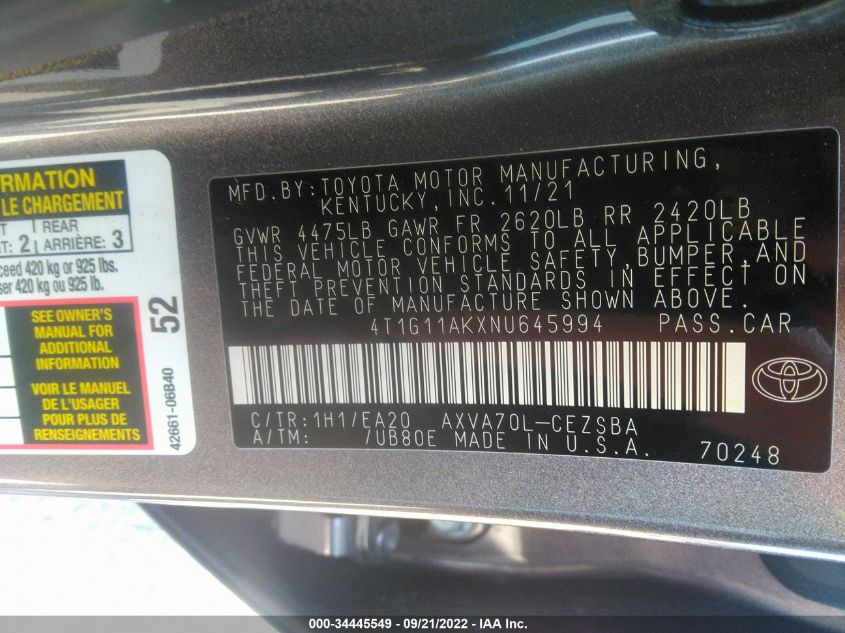 RMATION
LE CHARGEMENT
REAR
T: 2 ARRIÈRE: 3
ceed 420 kg or 925 lbs.
ser 420 kg ou 925 lb.
SEE OWNER'S
MANUAL FOR
ADDITIONAL
INFORMATION
VOIR LE MANUEL
DE L'USAGER
POUR PLUS DE
RENSEIGNEMENTS
52
42661-06B40
MFD.BY:TOYOTA MOTOR MANUFACTURING,
KENTUCKY, INC. 11/21
GVWR 4475LB GAWR FR 2620LB RR 2420LB
THIS VEHICLE CONFORMS TO ALL APPLICABLE
FEDERAL MOTOR VEHICLE SAFETY, BUMPER, AND
THEFT PREVENTION STANDARDS IN EFFECT ON
THE DATE OF MANUFACTURE SHOWN ABOVE.
4T1G11AKXNU645994 PASS.CAR
C/TR:1H1/EA20 AXVA70L-CEZSBA
A/TM: /UB80E MADE IN U.S.A. 70248
000-34445549 / 09/21/2022 - IAA Inc.